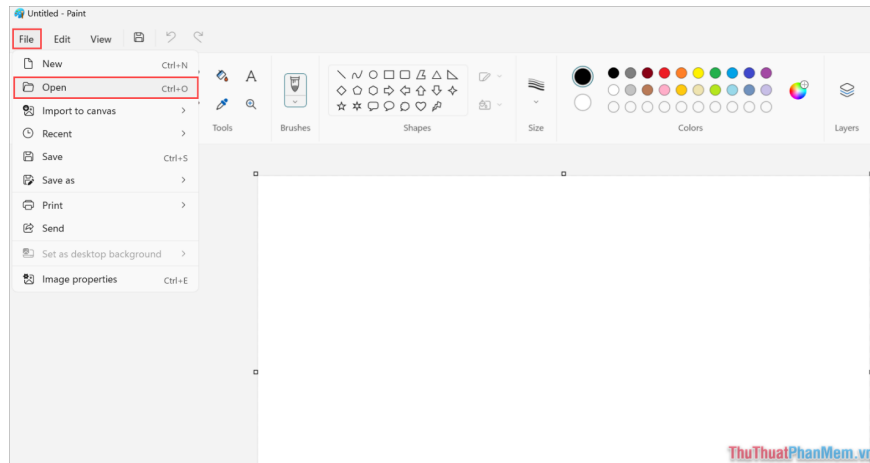 Untitled - Paint
File Edit View
New Ctrl+N
Open Ctrl+O
Import to canvas
Recent
Save Ctrl+S
Save as
Print
Send
Set as desktop background
Image properties Ctrl+E
A
Tools Brushes Shapes Size Colors Layers
ThuThuatPhanMem.vn